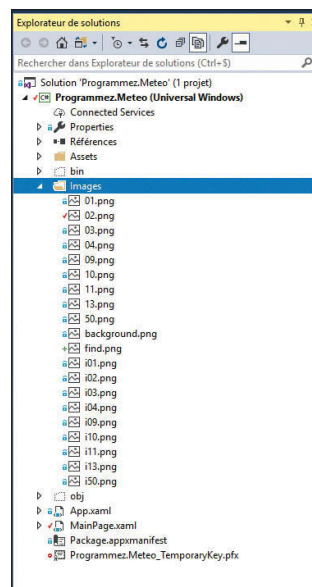 Explorateur de solutions
Rechercher dans Explorateur de solutions (Ctrl+$)
Solution 'Programmez.Meteo' (1 projet)
C# Programmez.Meteo (Universal Windows)
Connected Services
Properties
Références
Assets
bin
Images
01.png
02.png
03.png
04.png
09.png
10.png
11.png
13.png
50.png
background.png
find.png
i01.png
i02.png
i03.png
i04.png
i09.png
i10.png
i11.png
i13.png
i50.png
obj
App.xaml
MainPage.xaml
Package.appxmanifest
Programmez.Meteo_TemporaryKey.pfx